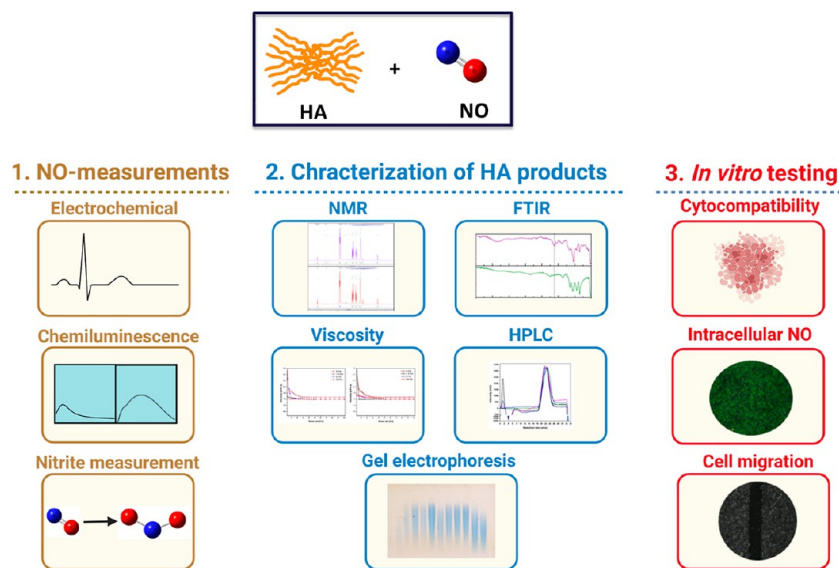 HA
+
NO
1. NO-measurements
Electrochemical
Chemiluminescence
Nitrite measurement
2. Chracterization of HA products
NMR
FTIR
Viscosity
HPLC
Gel electrophoresis
3. In vitro testing
Cytocompatibility
Intracellular NO
Cell migration